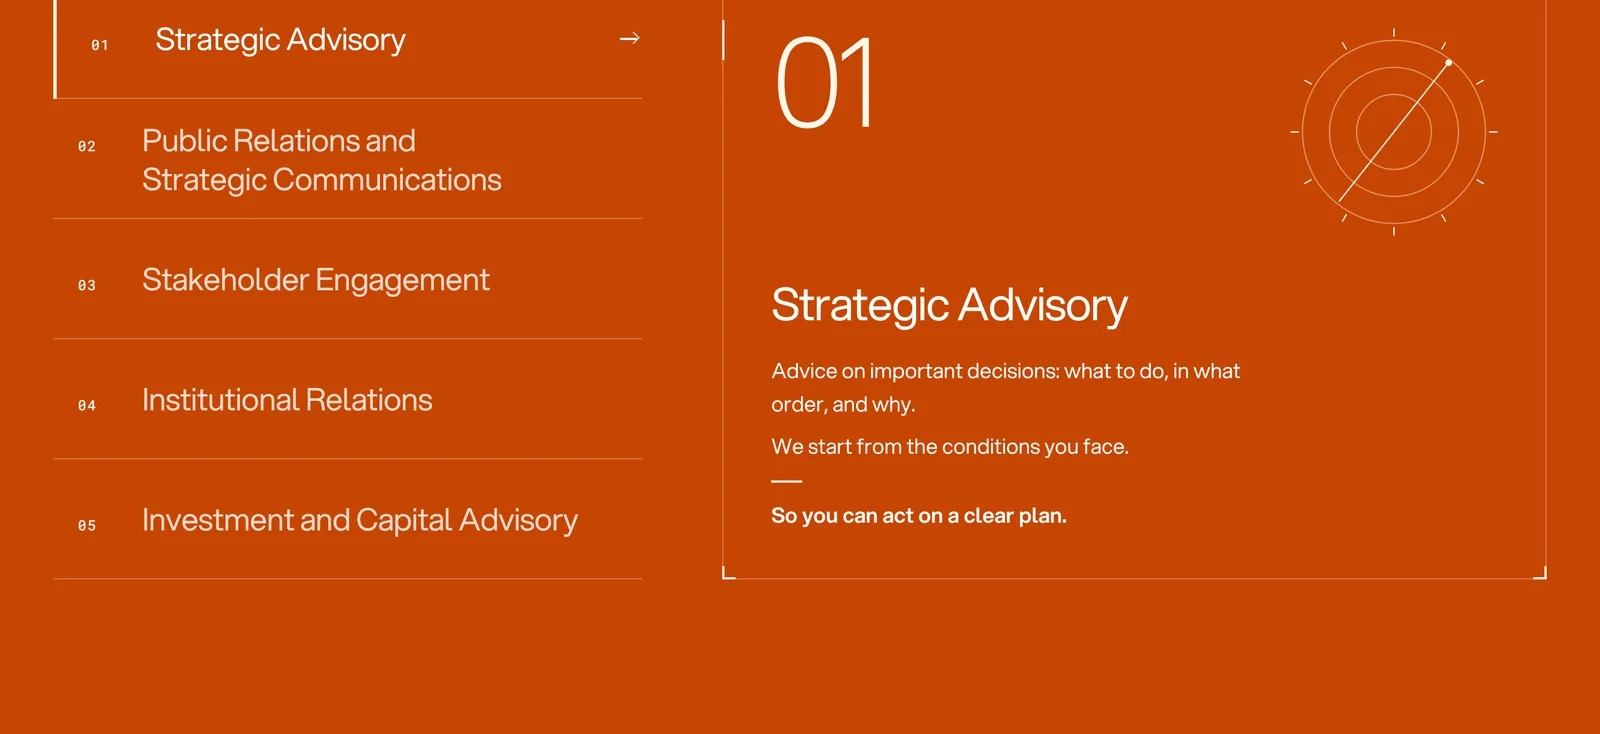 01 Strategic Advisory →
02 Public Relations and
Strategic Communications
03 Stakeholder Engagement
04 Institutional Relations
05 Investment and Capital Advisory
01
Strategic Advisory
Advice on important decisions: what to do, in what
order, and why.
We start from the conditions you face.
So you can act on a clear plan.